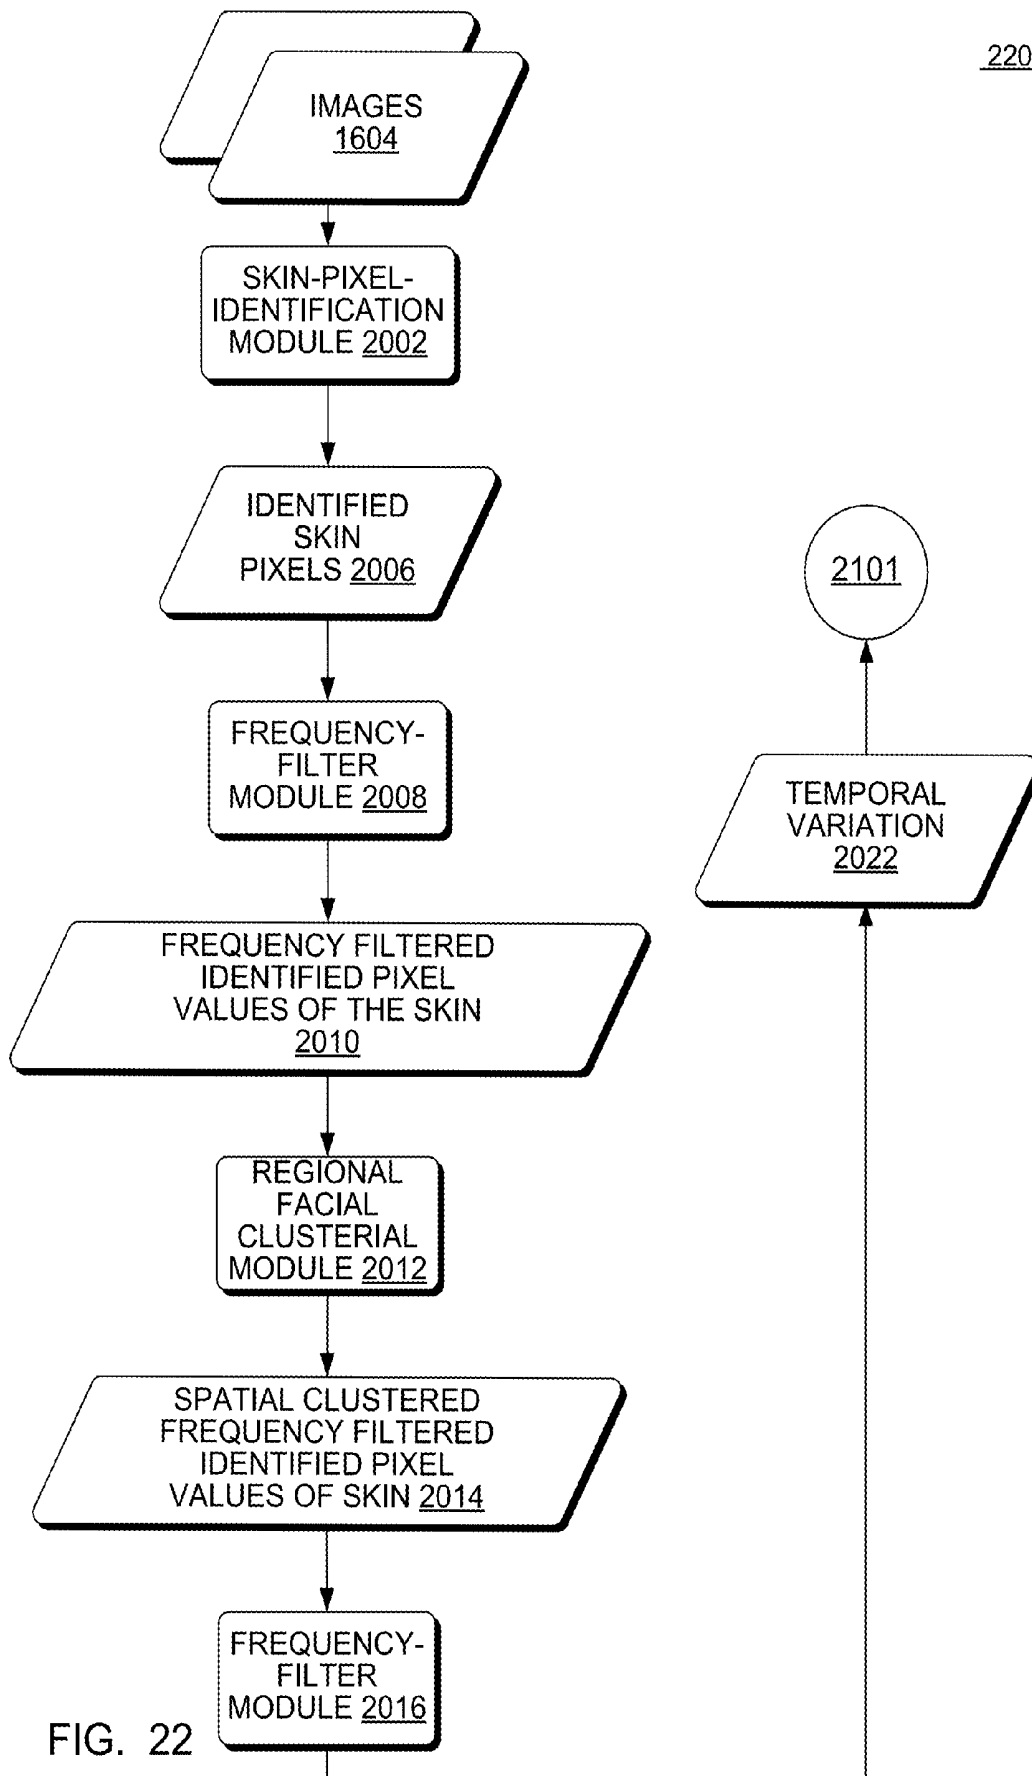 220
IMAGES
1604
SKIN-PIXEL-
IDENTIFICATION
MODULE 2002
IDENTIFIED
SKIN
PIXELS 2006
FREQUENCY-
FILTER
MODULE 2008
FREQUENCY FILTERED
IDENTIFIED PIXEL
VALUES OF THE SKIN
2010
REGIONAL
FACIAL
CLUSTERIAL
MODULE 2012
SPATIAL CLUSTERED
FREQUENCY FILTERED
IDENTIFIED PIXEL
VALUES OF SKIN 2014
FREQUENCY-
FILTER
MODULE 2016
2101
TEMPORAL
VARIATION
2022
FIG. 22